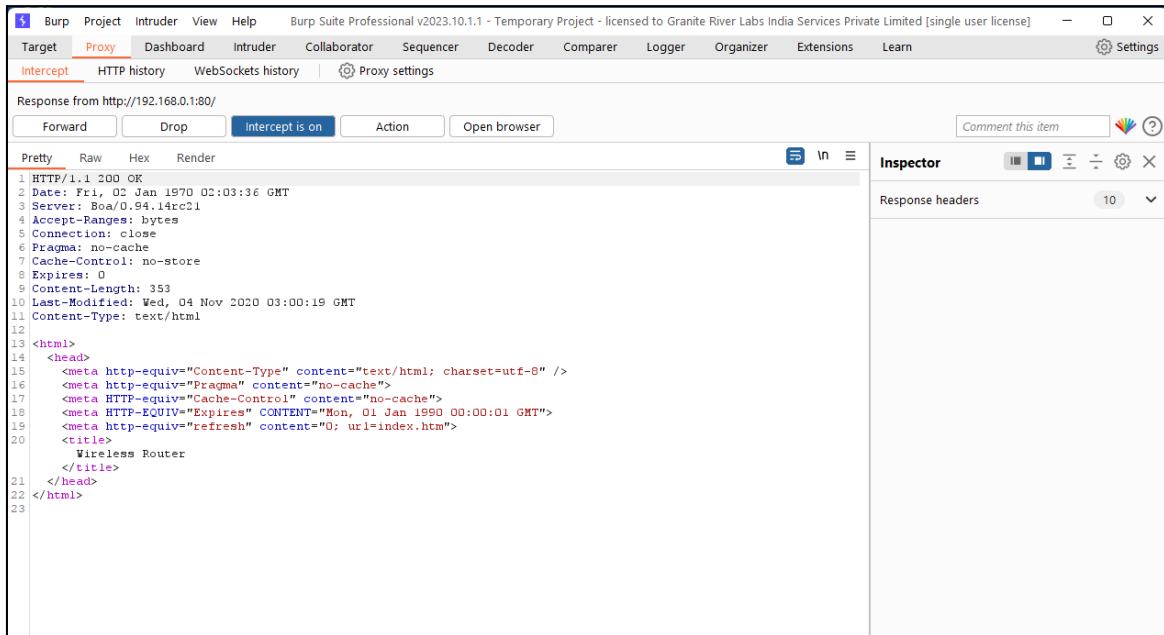 Burp Project Intruder View Help Burp Suite Professional v2023.10.1.1 - Temporary Project - licensed to Granite River Labs India Services Private Limited [single user license]
Target Proxy Dashboard Intruder Collaborator Sequencer Decoder Comparer Logger Organizer Extensions Learn Settings
Intercept HTTP history WebSockets history Proxy settings
Response from http://192.168.0.1:80/
Forward Drop Intercept is on Action Open browser Comment this item
Pretty Raw Hex Render \n Inspector
Response headers 10
1 HTTP/1.1 200 OK
2 Date: Fri, 02 Jan 1970 02:03:36 GMT
3 Server: Boa/0.94.14rc21
4 Accept-Ranges: bytes
5 Connection: close
6 Pragma: no-cache
7 Cache-Control: no-store
8 Expires: 0
9 Content-Length: 353
10 Last-Modified: Wed, 04 Nov 2020 03:00:19 GMT
11 Content-Type: text/html
12
13 <html>
14 <head>
15 <meta http-equiv="Content-Type" content="text/html; charset=utf-8" />
16 <meta http-equiv="Pragma" content="no-cache">
17 <meta HTTP-equiv="Cache-Control" content="no-cache">
18 <meta HTTP-EQUIV="Expires" CONTENT="Mon, 01 Jan 1990 00:00:01 GMT">
19 <meta http-equiv="refresh" content="0; url=index.htm">
20 <title>
Wireless Router
</title>
21 </head>
22 </html>
23